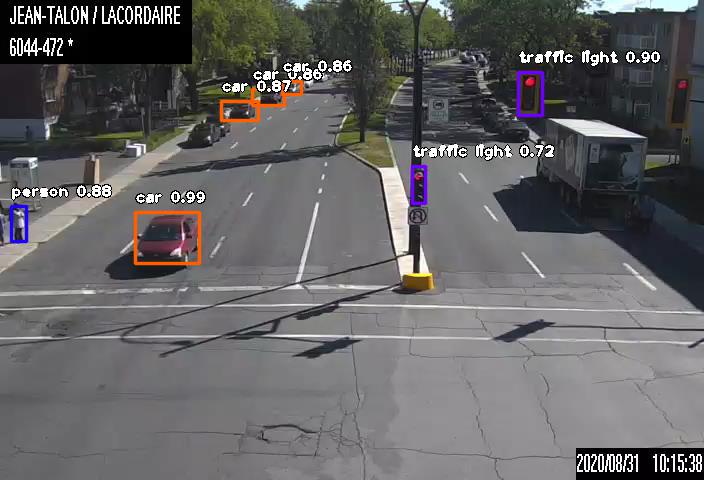 JEAN-TALON / LACORDAIRE
6044-472 *
car 0.86
car 0.86
car 0.87
traffic light 0.90
traffic light 0.72
person 0.88
car 0.99
2020/08/31 10:15:38